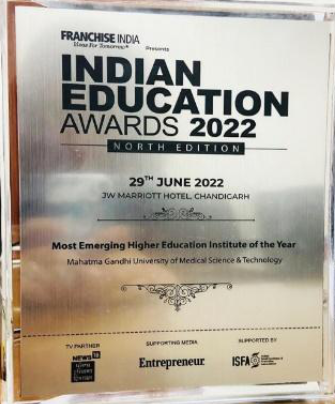 FRANCHISE INDIA
Ideas For Tomorrow®
Presents
INDIAN
EDUCATION
AWARDS 2022
NORTH EDITION
29TH JUNE 2022
JW MARRIOTT HOTEL, CHANDIGARH
Most Emerging Higher Education Institute of the Year
Mahatma Gandhi University of Medical Science & Technology
TV PARTNER
NEWS 18
SUPPORTING MEDIA
Entrepreneur
SUPPORTED BY
ISFA